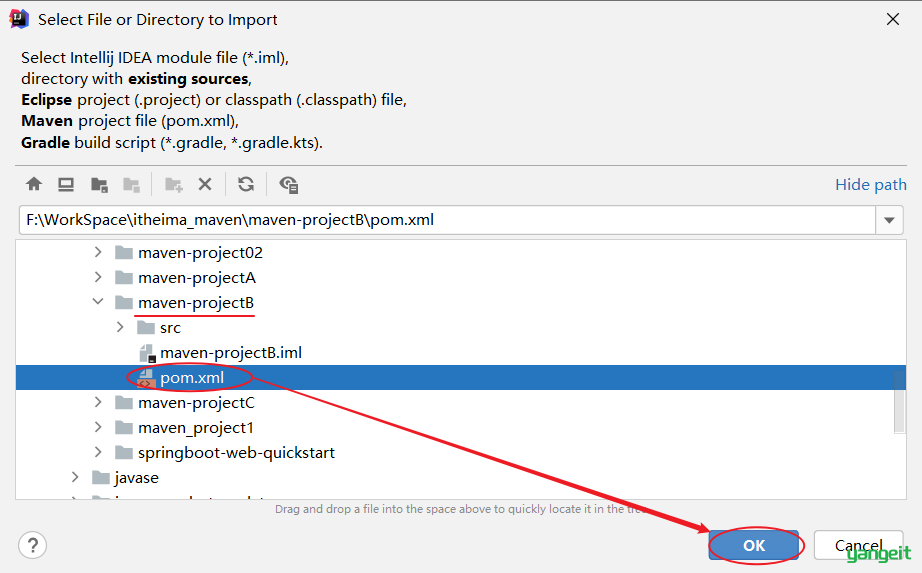 Select File or Directory to Import
Select Intellij IDEA module file (*.iml),
directory with existing sources,
Eclipse project (.project) or classpath (.classpath) file,
Maven project file (pom.xml),
Gradle build script (*.gradle, *.gradle.kts).
Hide path
F:\WorkSpace\itheima_maven\maven-projectB\pom.xml
maven-project02
maven-projectA
maven-projectB
src
maven-projectB.iml
pom.xml
maven-projectC
maven_project1
springboot-web-quickstart
javase
Drag and drop a file into the space above to quickly locate it in the tree
?
OK
Cancel
yangeit